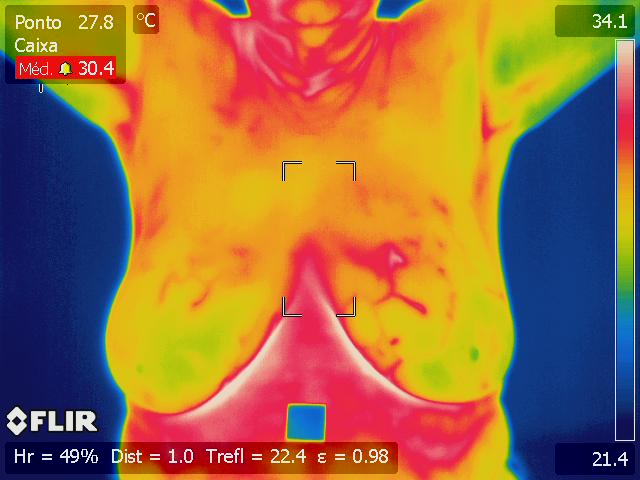 Ponto 27.8 °C
Caixa
Méd. 30.4
34.1
FLIR
Hr = 49% Dist = 1.0 Trefl = 22.4 ε = 0.98
21.4